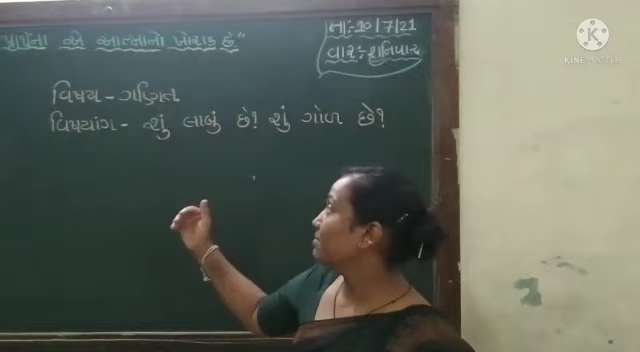 પ્રાર્થના એ આત્માનો ખોરાક છે"
તા:-10/7/21
વાર:-શનિવાર
વિષય - ગણિત
વિષયાંગ - શું લાબું છે? શું ગોળ છે?
KINEMASTER